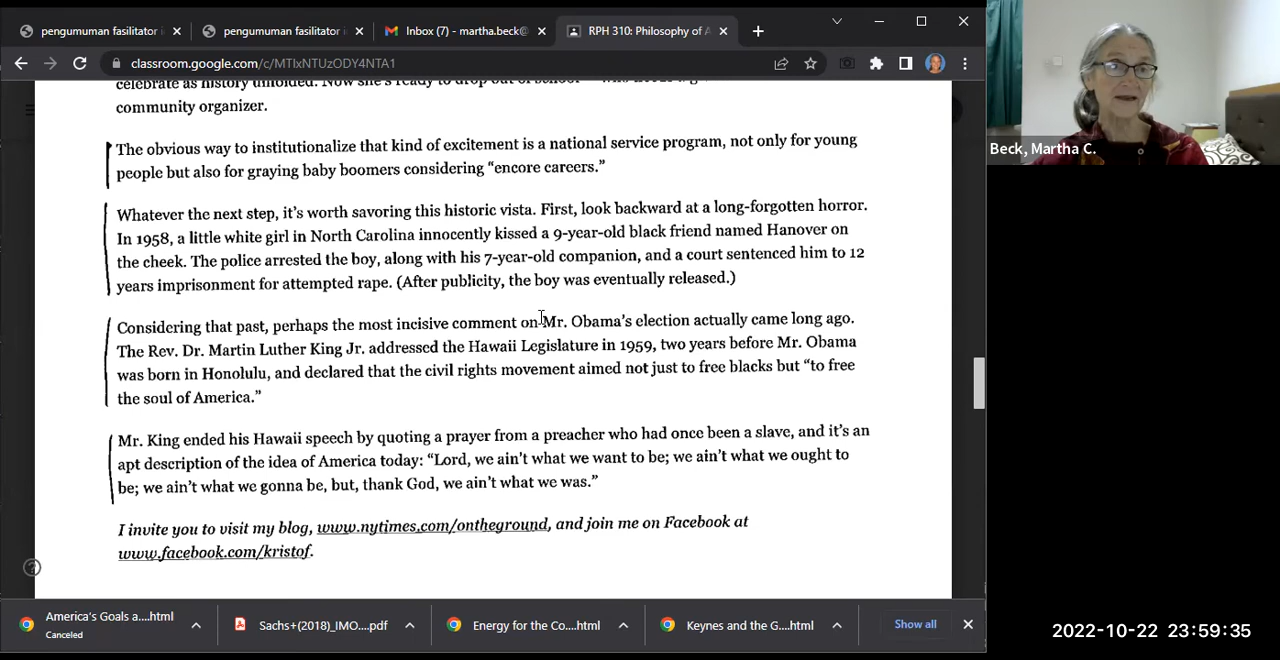 pengumuman fasilitator
pengumuman fasilitator
Inbox (7) - martha.beck@
RPH 310: Philosophy of A
classroom.google.com/c/MTIxNTUzODY4NTA1
celebrate as history unfolded. Now she's ready to drop out of school
community organizer.
The obvious way to institutionalize that kind of excitement is a national service program, not only for young
people but also for graying baby boomers considering “encore careers.”
Whatever the next step, it's worth savoring this historic vista. First, look backward at a long-forgotten horror.
In 1958, a little white girl in North Carolina innocently kissed a 9-year-old black friend named Hanover on
the cheek. The police arrested the boy, along with his 7-year-old companion, and a court sentenced him to 12
years imprisonment for attempted rape. (After publicity, the boy was eventually released.)
Considering that past, perhaps the most incisive comment on Mr. Obama's election actually came long ago.
The Rev. Dr. Martin Luther King Jr. addressed the Hawaii Legislature in 1959, two years before Mr. Obama
was born in Honolulu, and declared that the civil rights movement aimed not just to free blacks but “to free
the soul of America.”
Mr. King ended his Hawaii speech by quoting a prayer from a preacher who had once been a slave, and it's an
apt description of the idea of America today: “Lord, we ain't what we want to be; we ain't what we ought to
be; we ain't what we gonna be, but, thank God, we ain't what we was.”
I invite you to visit my blog, www.nytimes.com/ontheground, and join me on Facebook at
www.facebook.com/kristof.
Beck, Martha C.
America's Goals a....html
Canceled
Sachs+(2018)_IMO....pdf
Energy for the Co....html
Keynes and the G....html
Show all
2022-10-22 23:59:35